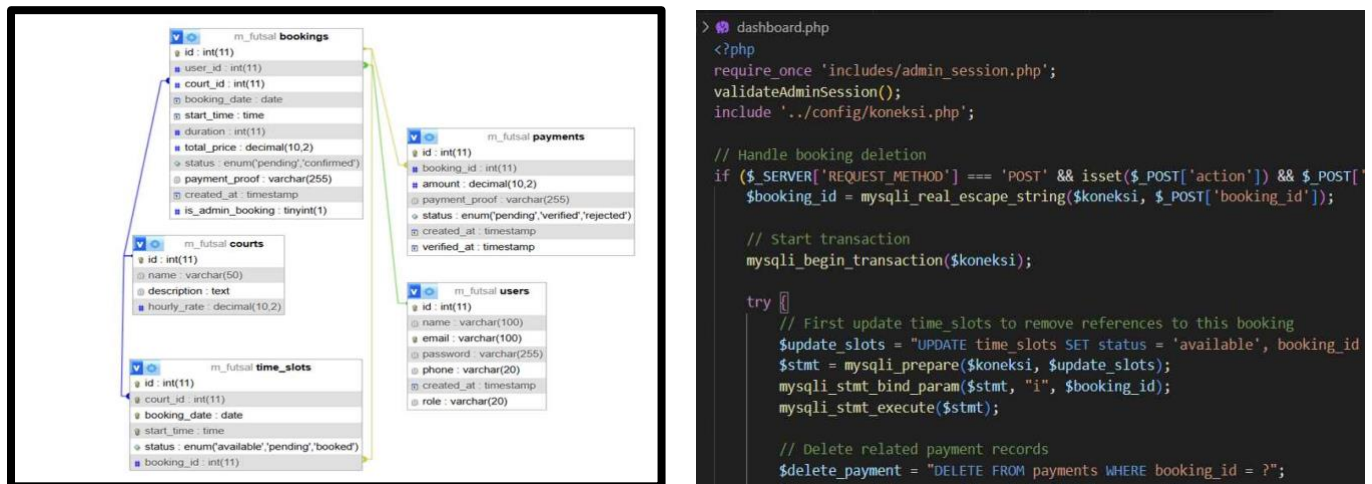 m_futsal bookings
id : int(11)
user_id : int(11)
court_id : int(11)
booking_date : date
start_time : time
duration : int(11)
total_price : decimal(10,2)
status : enum('pending','confirmed')
payment_proof : varchar(255)
created_at : timestamp
is_admin_booking : tinyint(1)
m_futsal courts
id : int(11)
name : varchar(50)
description : text
hourly_rate : decimal(10,2)
m_futsal time_slots
id : int(11)
court_id : int(11)
booking_date : date
start_time : time
status : enum('available','pending','booked')
booking_id : int(11)
m_futsal payments
id : int(11)
booking_id : int(11)
amount : decimal(10,2)
payment_proof : varchar(255)
status : enum('pending','verified','rejected')
created_at : timestamp
verified_at : timestamp
m_futsal users
id : int(11)
name : varchar(100)
email : varchar(100)
password : varchar(255)
phone : varchar(20)
created_at : timestamp
role : varchar(20)
> dashboard.php
<?php
require_once 'includes/admin_session.php';
validateAdminSession();
include '../config/koneksi.php';
// Handle booking deletion
if ($_SERVER['REQUEST_METHOD'] === 'POST' && isset($_POST['action']) && $_POST['
$booking_id = mysqli_real_escape_string($koneksi, $_POST['booking_id']);
// Start transaction
mysqli_begin_transaction($koneksi);
try {
// First update time_slots to remove references to this booking
$update_slots = "UPDATE time_slots SET status = 'available', booking_id
$stmt = mysqli_prepare($koneksi, $update_slots);
mysqli_stmt_bind_param($stmt, "i", $booking_id);
mysqli_stmt_execute($stmt);
// Delete related payment records
$delete_payment = "DELETE FROM payments WHERE booking_id = ?";